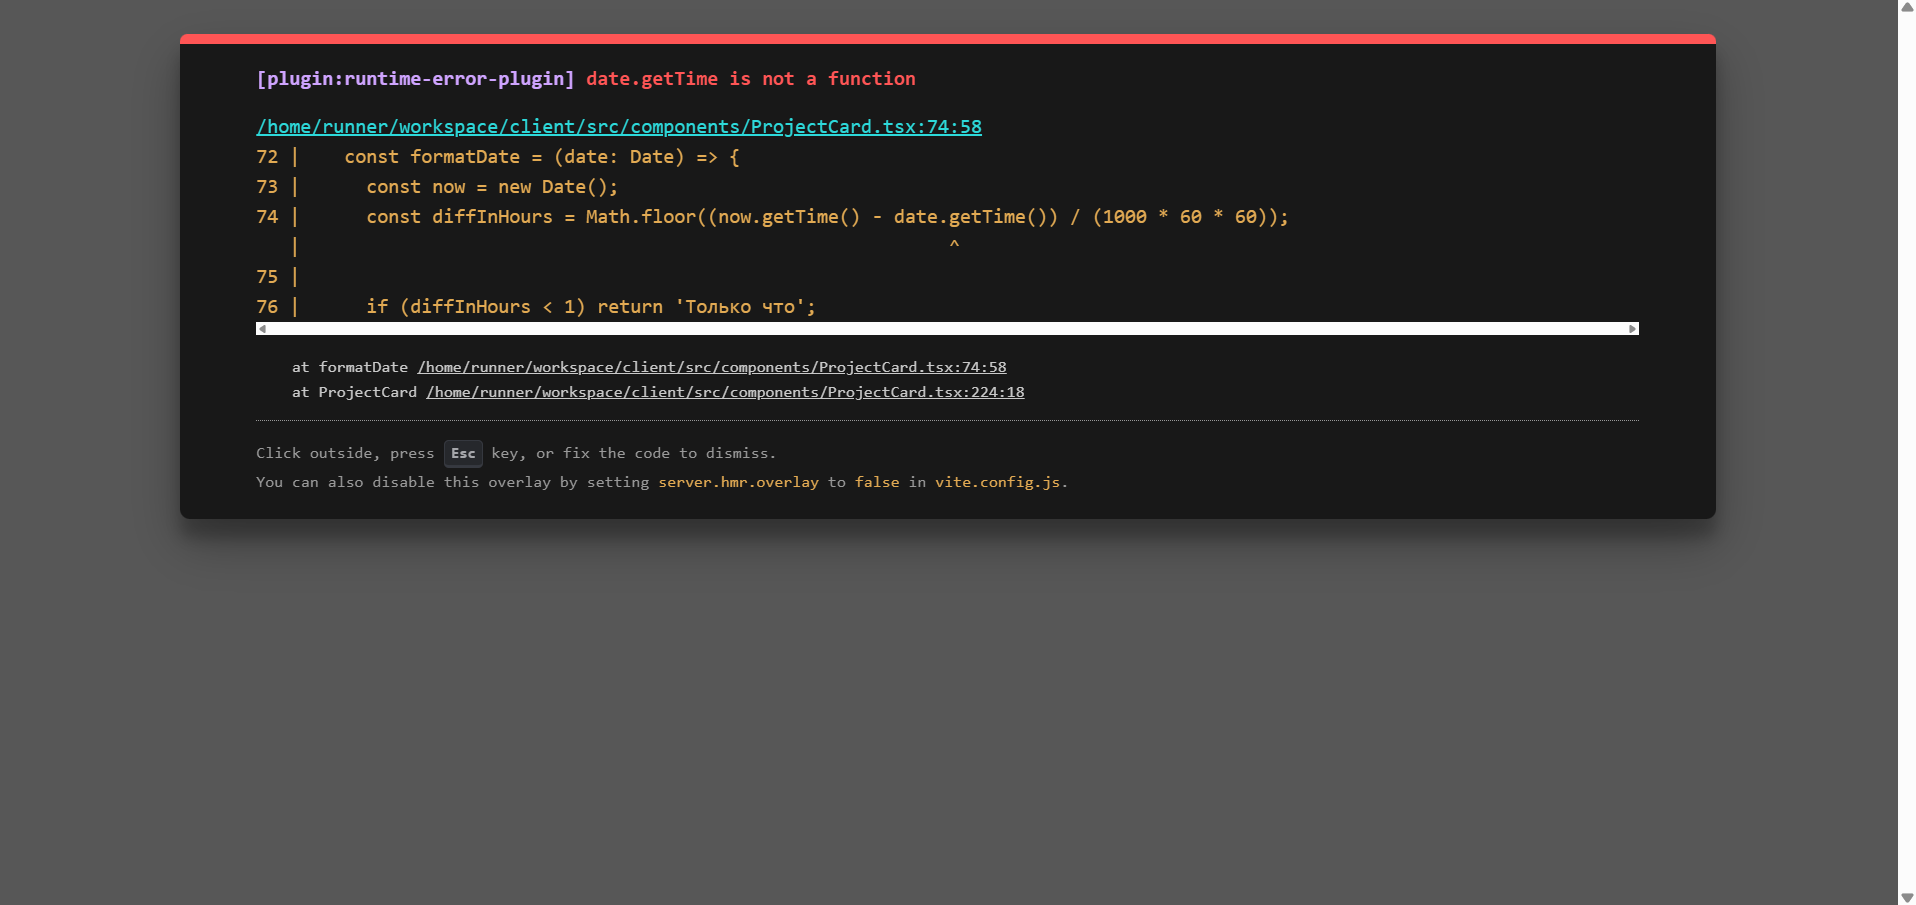 [plugin:runtime-error-plugin] date.getTime is not a function
/home/runner/workspace/client/src/components/ProjectCard.tsx:74:58
72 |    const formatDate = (date: Date) => {
73 |      const now = new Date();
74 |      const diffInHours = Math.floor((now.getTime() - date.getTime()) / (1000 * 60 * 60));
   |                                                           ^
75 |
76 |      if (diffInHours < 1) return 'Только что';
at formatDate /home/runner/workspace/client/src/components/ProjectCard.tsx:74:58
at ProjectCard /home/runner/workspace/client/src/components/ProjectCard.tsx:224:18
Click outside, press Esc key, or fix the code to dismiss.
You can also disable this overlay by setting server.hmr.overlay to false in vite.config.js.